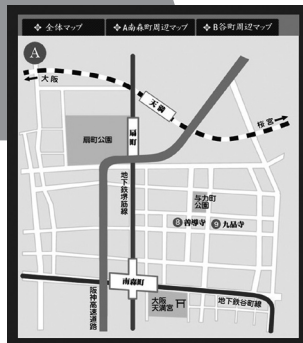 ❖ 全体マップ
❖ A南森町周辺マップ
❖ B谷町周辺マップ
A
大阪
天満
桜宮
扇町公園
扇町
地下鉄堺筋線
与力町
公園
8 善導寺
9 九品寺
南森町
阪神高速道路
大阪
天満宮
地下鉄谷町線